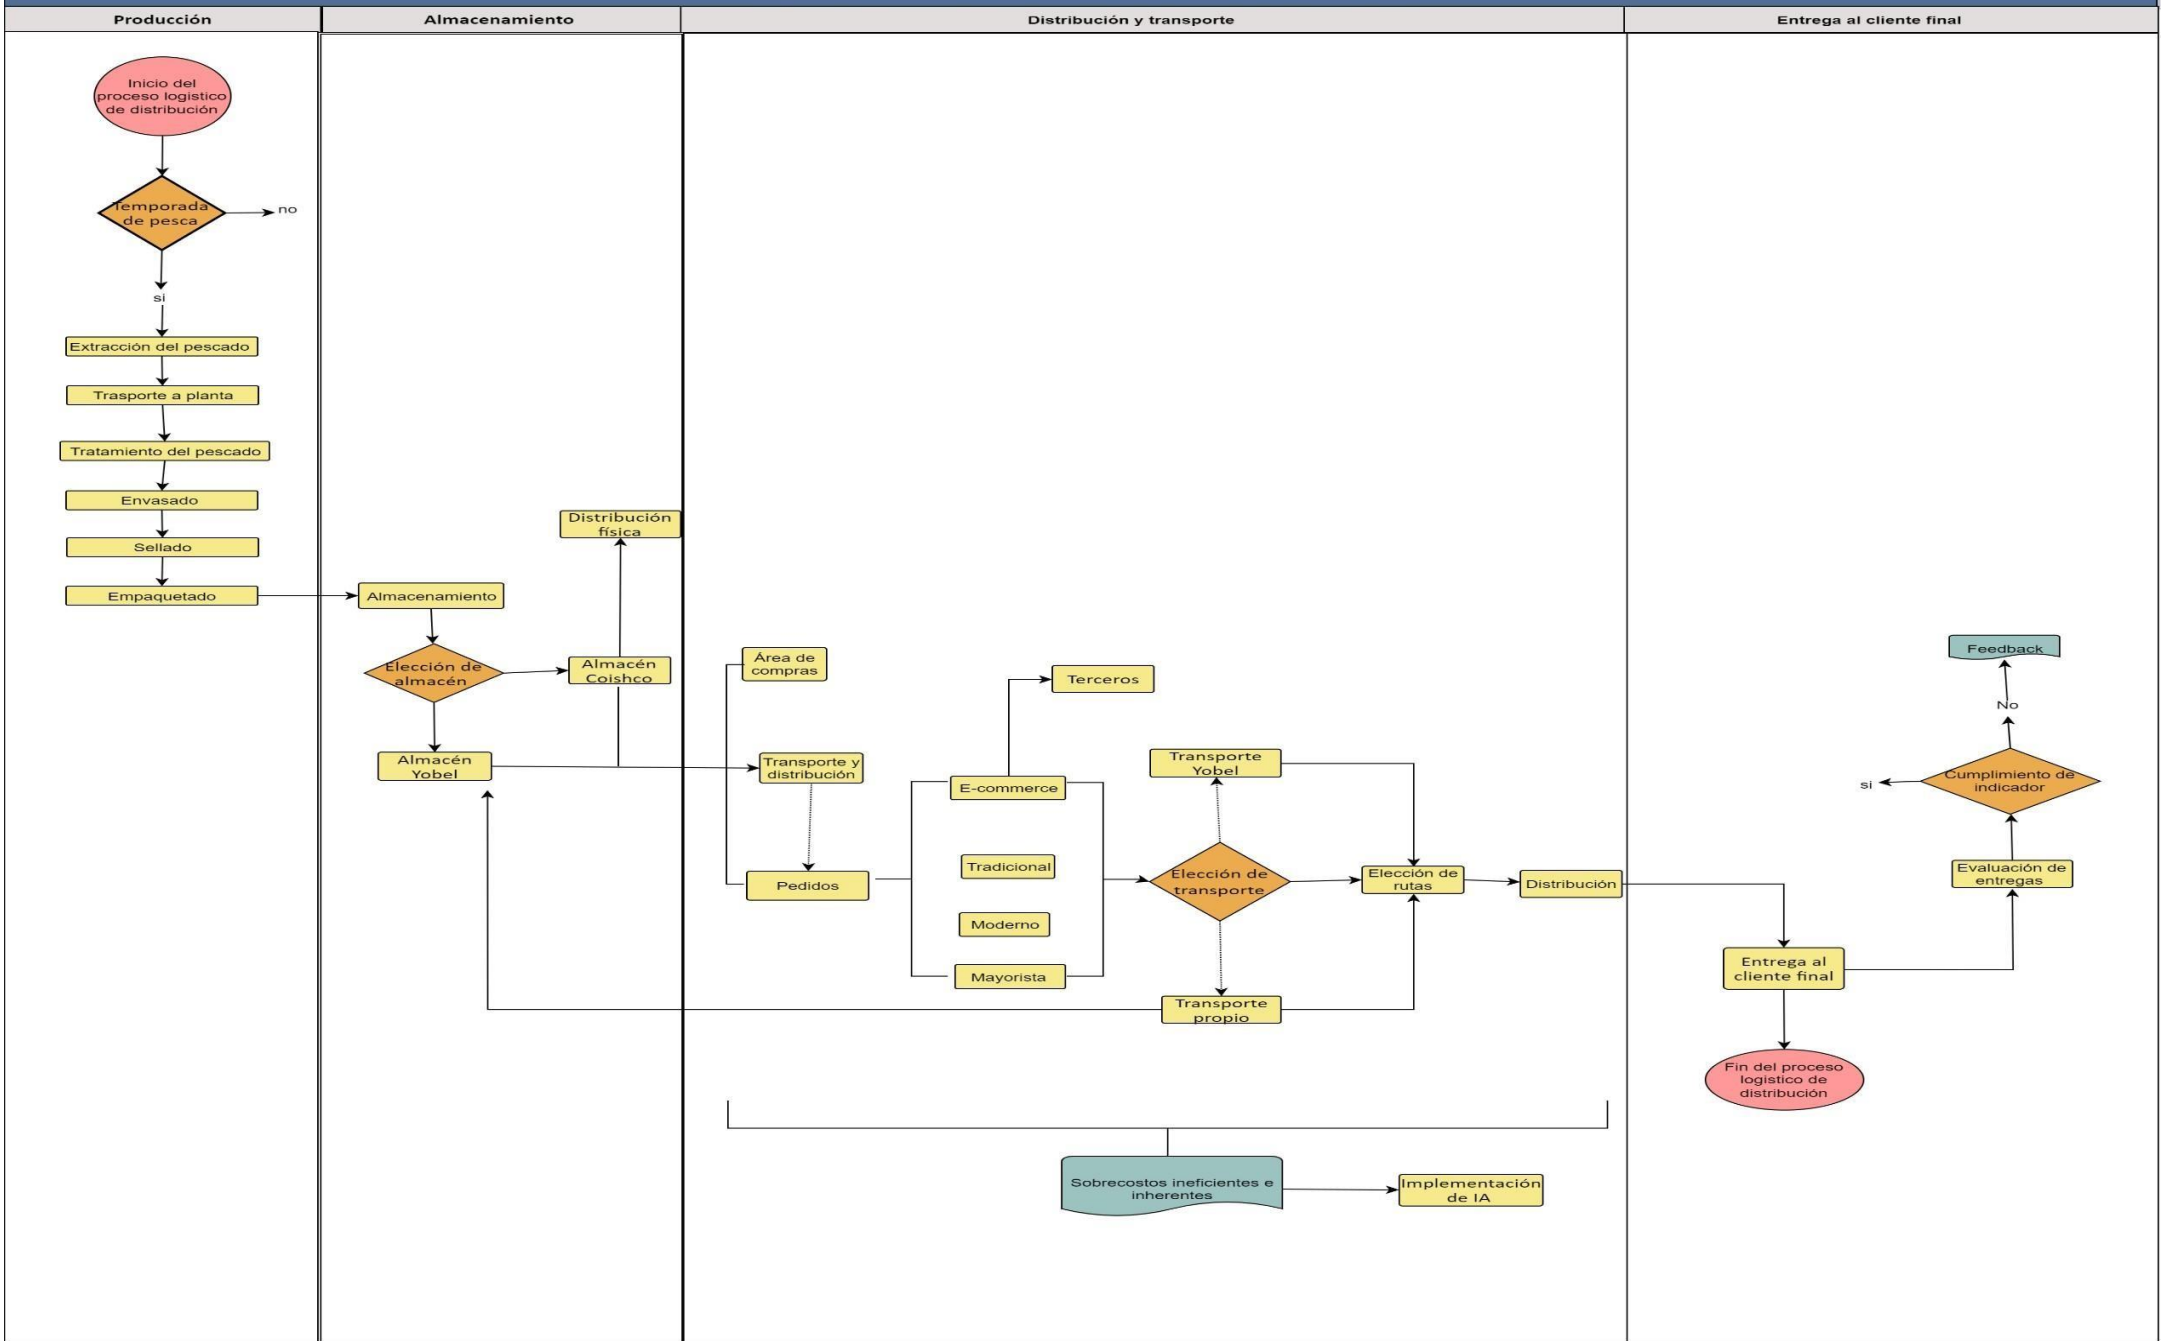 Producción
Almacenamiento
Distribución y transporte
Entrega al cliente final
Inicio del
proceso logistico
de distribución
Temporada
de pesca
no
si
Extracción del pescado
Trasporte a planta
Tratamiento del pescado
Envasado
Sellado
Empaquetado
Distribución
física
Almacenamiento
Elección de
almacén
Almacén
Coishco
Almacén
Yobel
Área de
compras
Transporte y
distribución
Pedidos
Terceros
E-commerce
Tradicional
Moderno
Mayorista
Transporte
Yobel
Elección de
transporte
Transporte
propio
Elección de
rutas
Distribución
Sobrecostos ineficientes e
inherentes
Implementación
de IA
Feedback
No
Cumplimiento de
indicador
si
Evaluación de
entregas
Entrega al
cliente final
Fin del proceso
logistico de
distribución